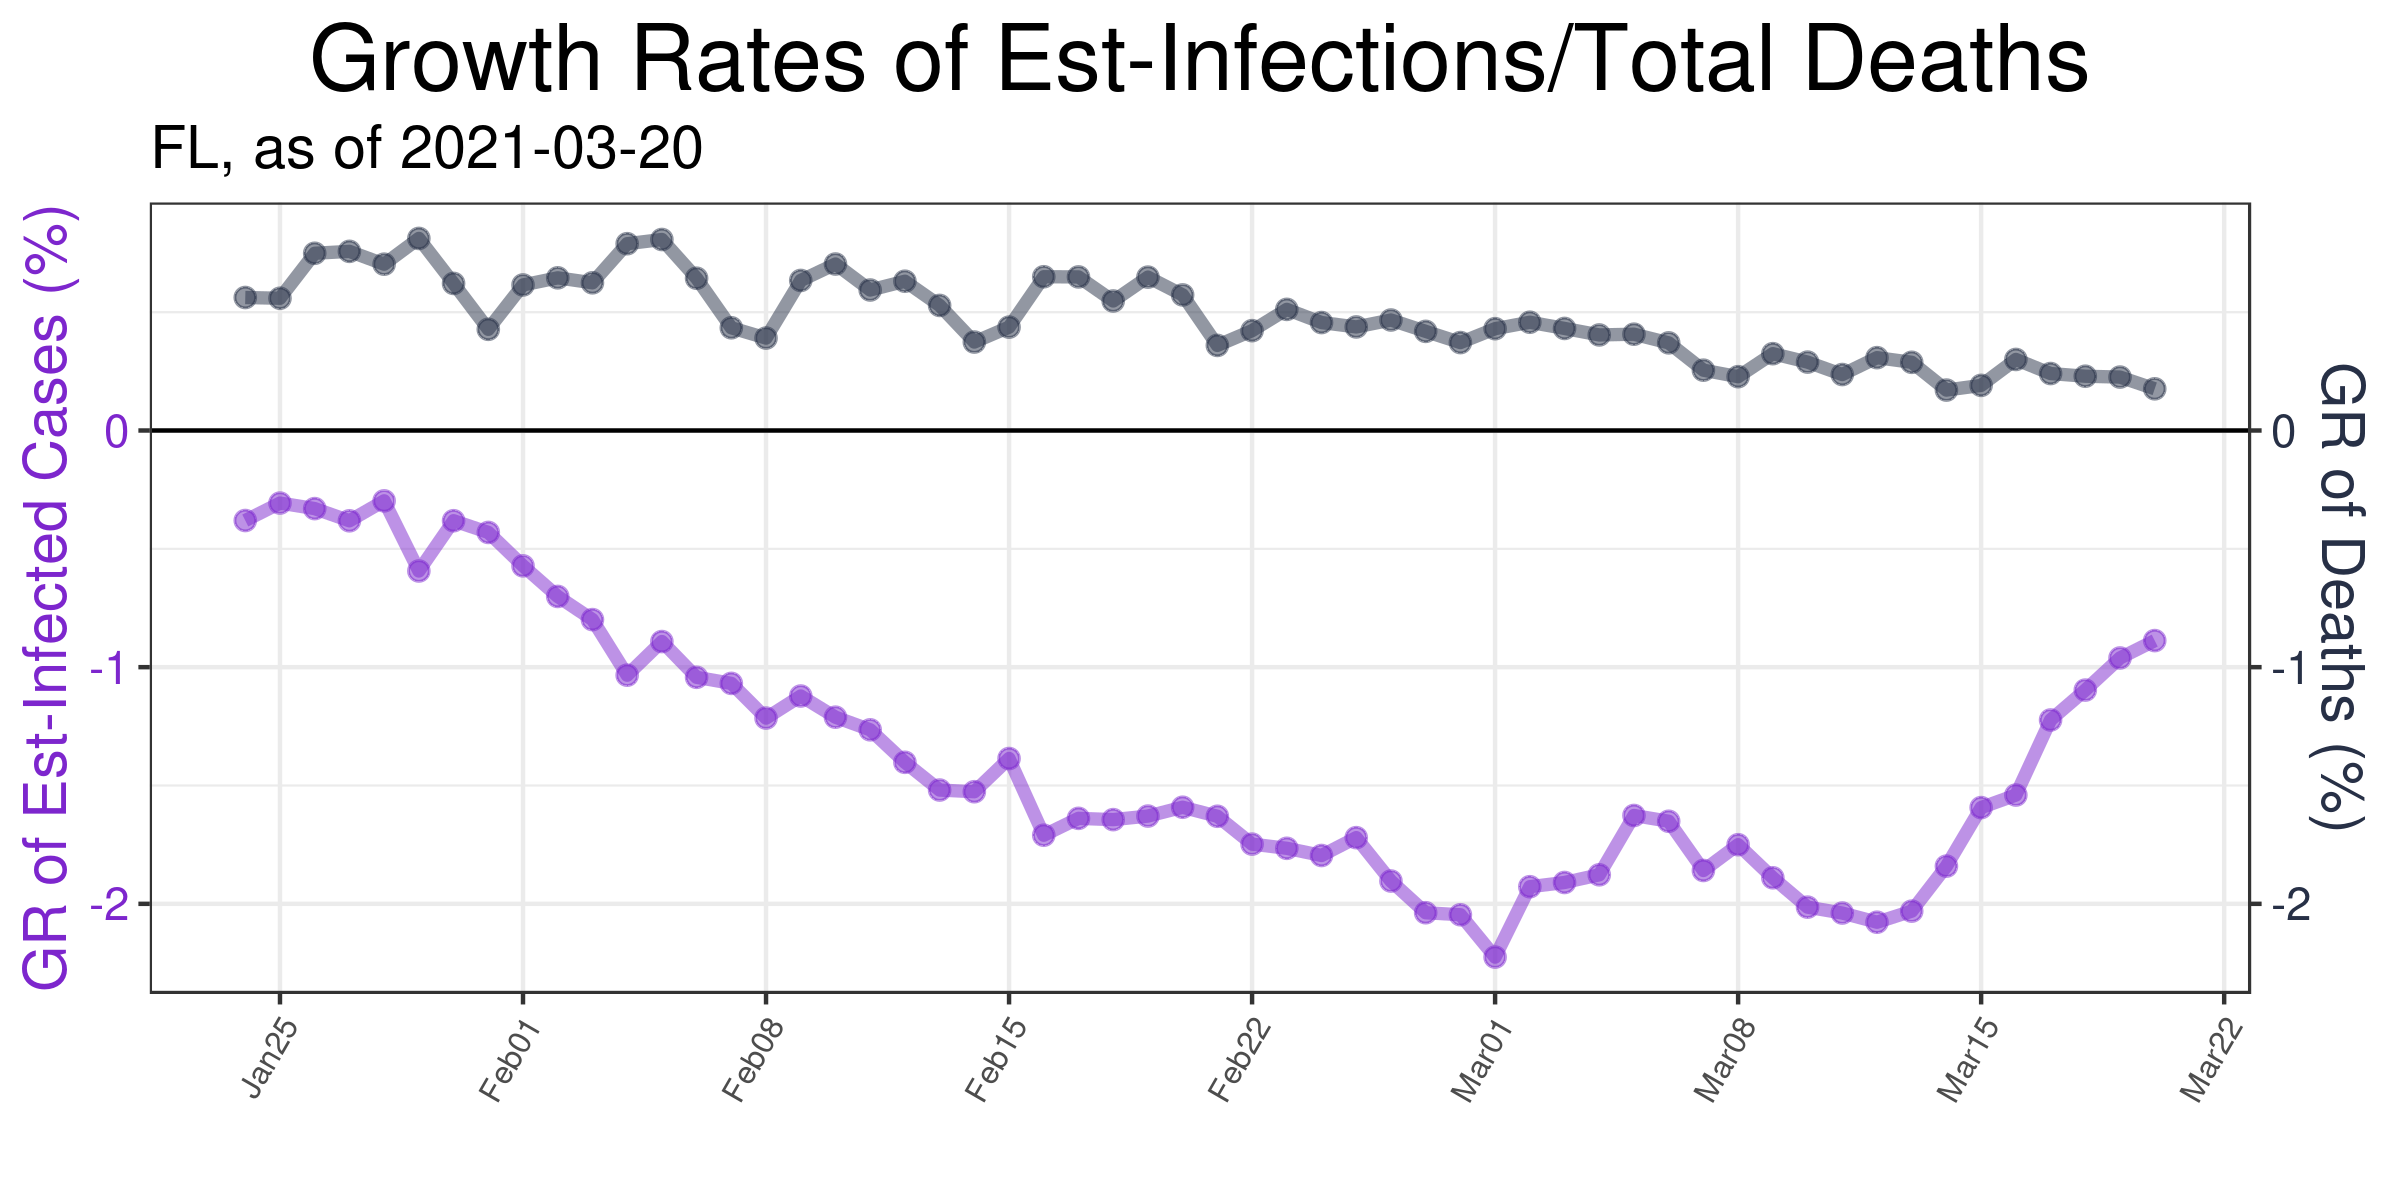 Growth Rates of Est-Infections/Total Deaths
FL, as of 2021-03-20
GR of Est-Infected Cases (%)
0
-1
-2
0
-1
-2
GR of Deaths (%)
Jan25
Feb01
Feb08
Feb15
Feb22
Mar01
Mar08
Mar15
Mar22